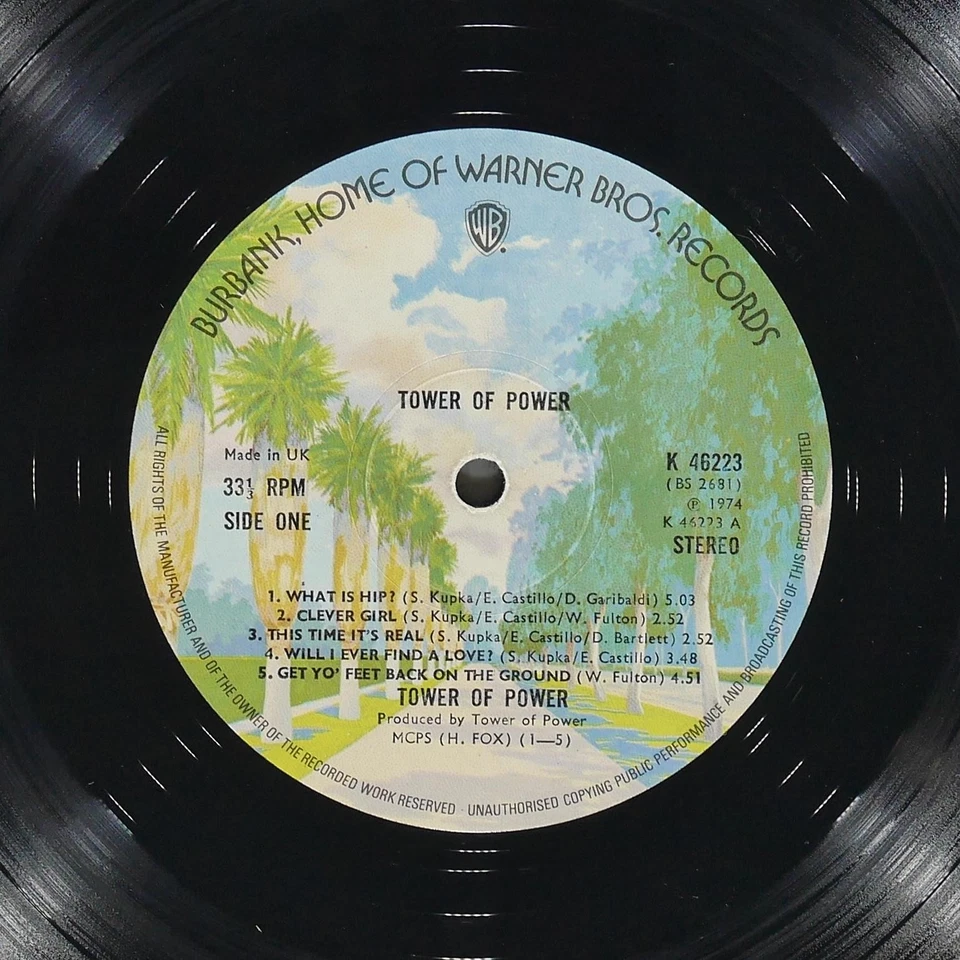 BURBANK, HOME OF WARNER BROS. RECORDS
WB
TOWER OF POWER
Made in UK
33⅓ RPM
SIDE ONE
K 46223
(BS 2681)
℗ 1974
K 46223 A
STEREO
1. WHAT IS HIP? (S. Kupka/E. Castillo/D. Garibaldi) 5.03
2. CLEVER GIRL (S. Kupka/E. Castillo/W. Fulton) 2.52
3. THIS TIME IT'S REAL (S. Kupka/E. Castillo/D. Bartlett) 2.52
4. WILL I EVER FIND A LOVE? (S. Kupka/E. Castillo) 3.48
5. GET YO' FEET BACK ON THE GROUND (W. Fulton) 4.51
TOWER OF POWER
Produced by Tower of Power
MCPS (H. FOX) (1—5)
ALL RIGHTS OF THE MANUFACTURER AND OF THE OWNER OF THE RECORDED WORK RESERVED · UNAUTHORISED COPYING PUBLIC PERFORMANCE AND BROADCASTING OF THIS RECORD PROHIBITED